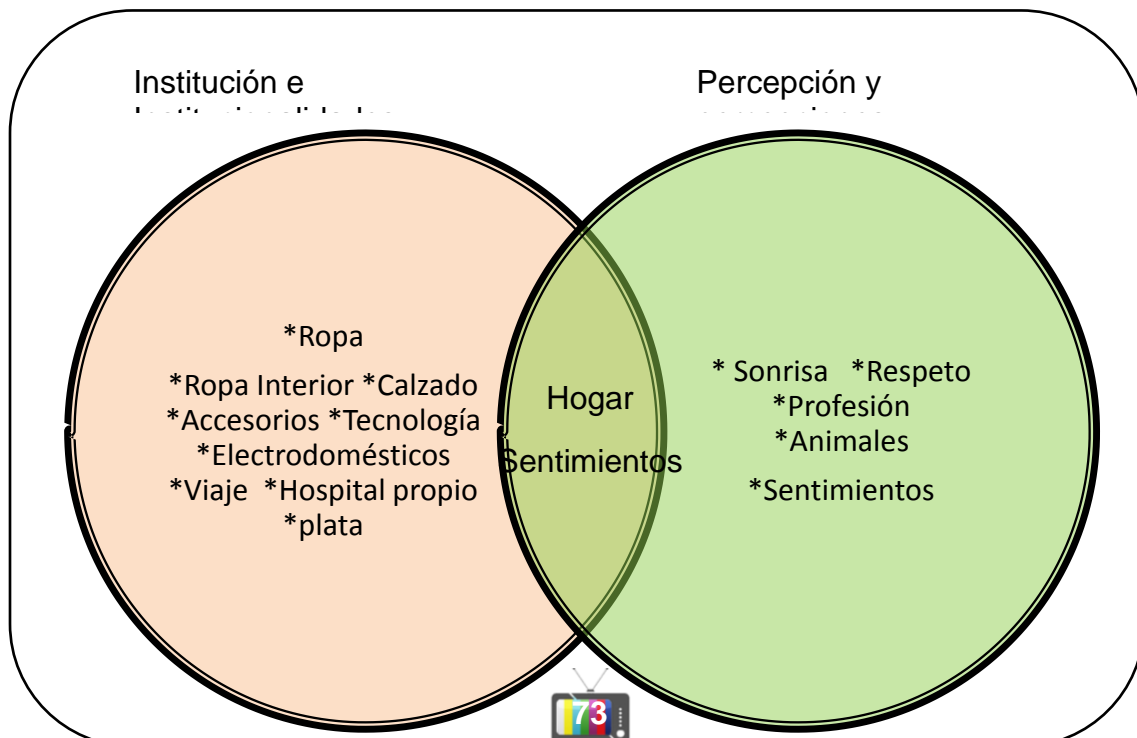 Institución e
Percepción y
*Ropa
*Ropa Interior *Calzado
*Accesorios *Tecnología
*Electrodomésticos
*Viaje *Hospital propio
*plata
Hogar
Sentimientos
* Sonrisa *Respeto
*Profesión
*Animales
*Sentimientos
73